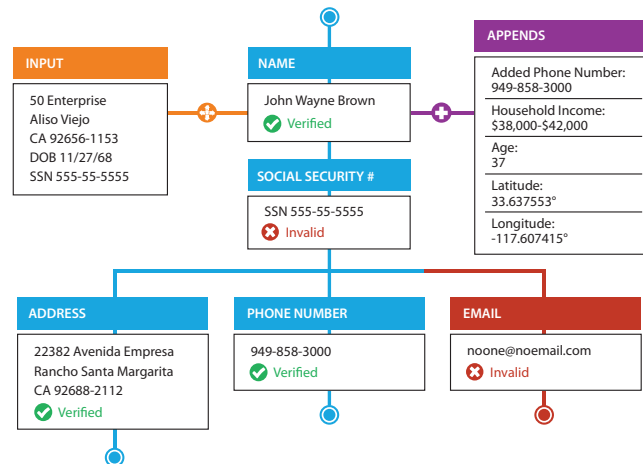 INPUT
50 Enterprise
Aliso Viejo
CA 92656-1153
DOB 11/27/68
SSN 555-55-5555
NAME
John Wayne Brown
Verified
APPENDS
Added Phone Number:
949-858-3000
Household Income:
$38,000-$42,000
Age:
37
Latitude:
33.637553°
Longitude:
-117.607415°
SOCIAL SECURITY #
SSN 555-55-5555
Invalid
ADDRESS
22382 Avenida Empresa
Rancho Santa Margarita
CA 92688-2112
Verified
PHONE NUMBER
949-858-3000
Verified
EMAIL
noone@noemail.com
Invalid